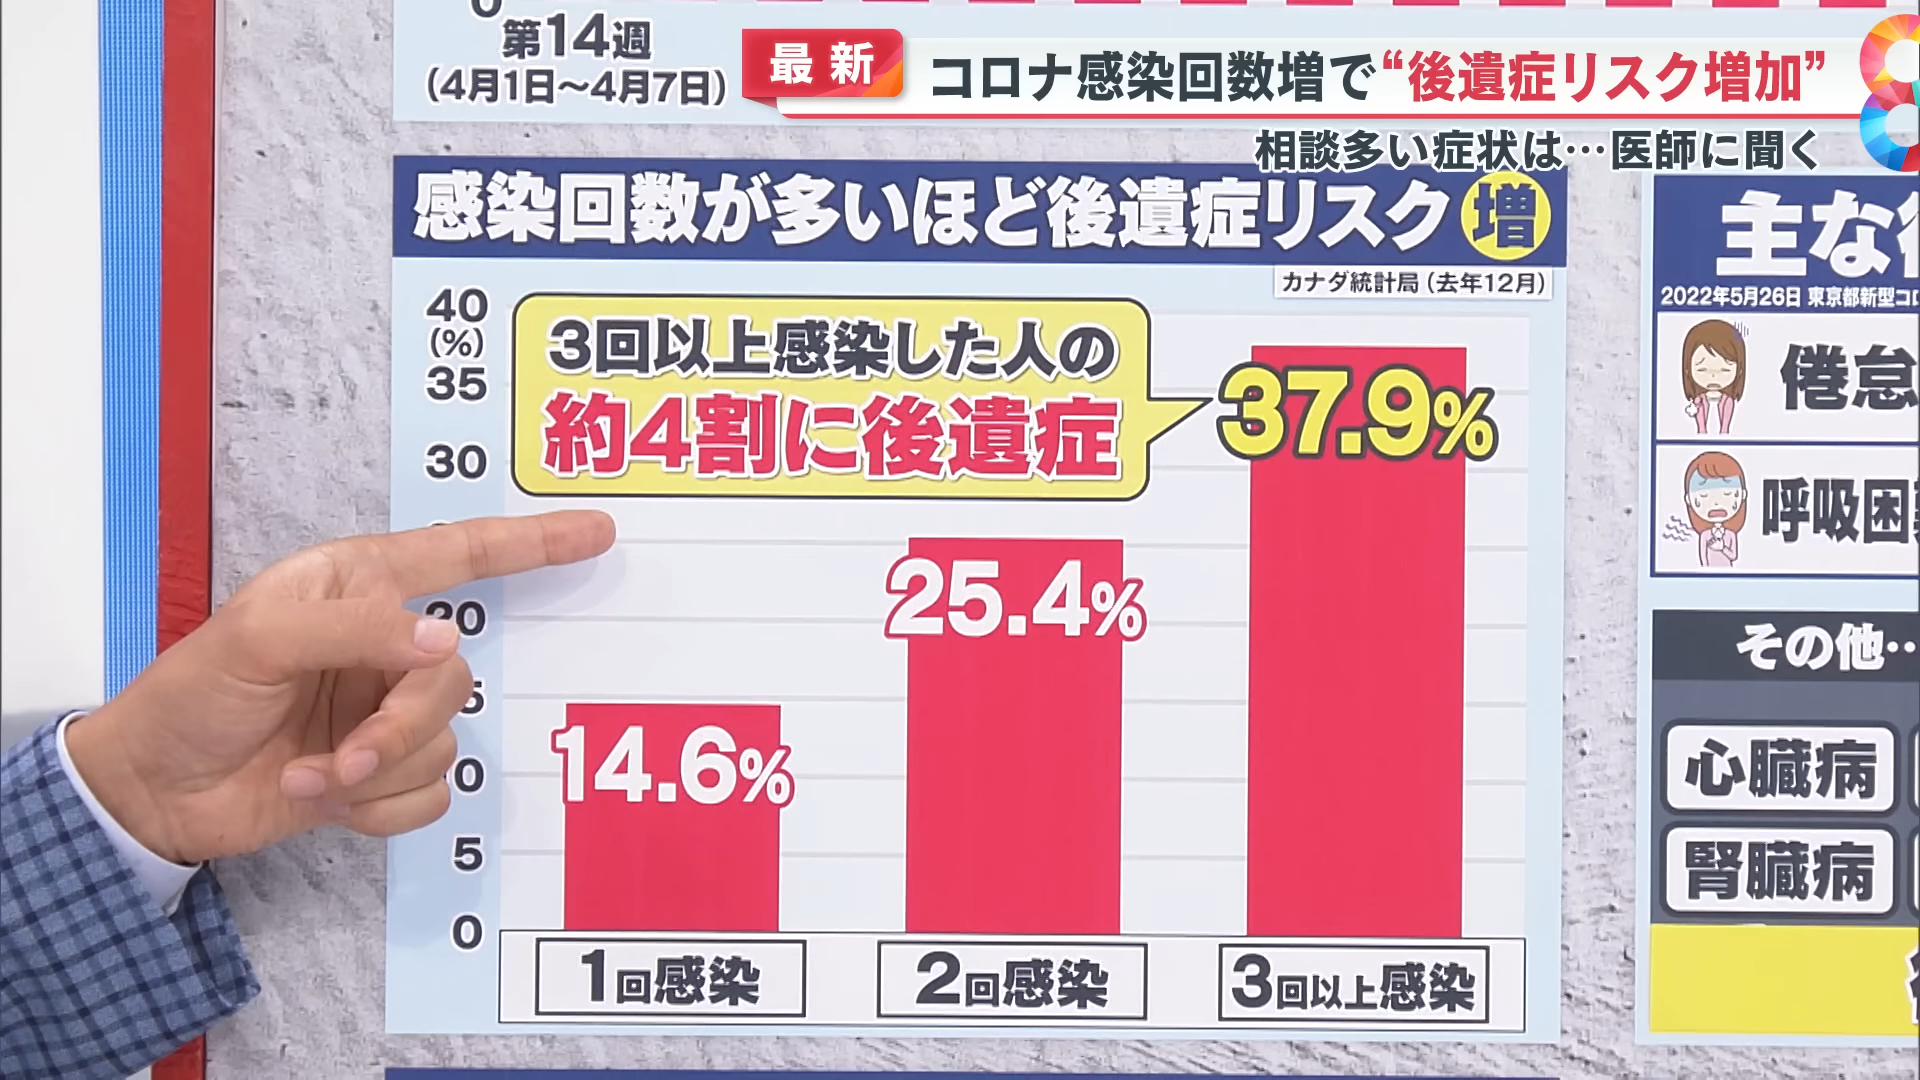 第14週
(4月1日～4月7日)
最新
コロナ感染回数増で“後遺症リスク増加”
相談多い症状は…医師に聞く
感染回数が多いほど後遺症リスク 増
カナダ統計局(去年12月)
40
(%)
35
30
20
5
0
5
0
3回以上感染した人の
約4割に後遺症
37.9%
25.4%
14.6%
1回感染
2回感染
3回以上感染
主な
2022年5月26日 東京都新型コロ
倦怠
呼吸困
その他…
心臓病
腎臓病